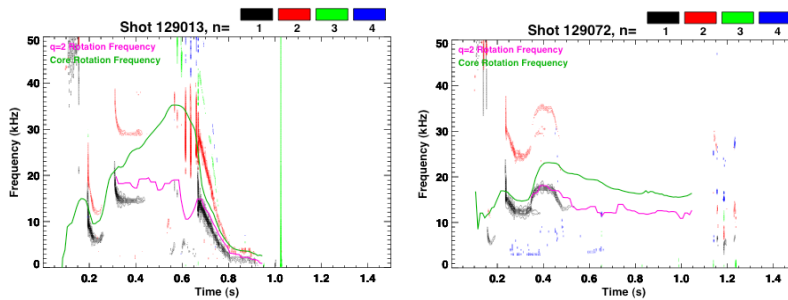 Shot 129013, n=
1 2 3 4
q=2 Rotation Frequency
Core Rotation Frequency
Frequency (kHz)
50
40
30
20
10
0
0.2 0.4 0.6 0.8 1.0 1.2 1.4
Time (s)
Shot 129072, n=
1 2 3 4
q=2 Rotation Frequency
Core Rotation Frequency
Frequency (kHz)
50
40
30
20
10
0
0.0 0.2 0.4 0.6 0.8 1.0 1.2 1.4
Time (s)